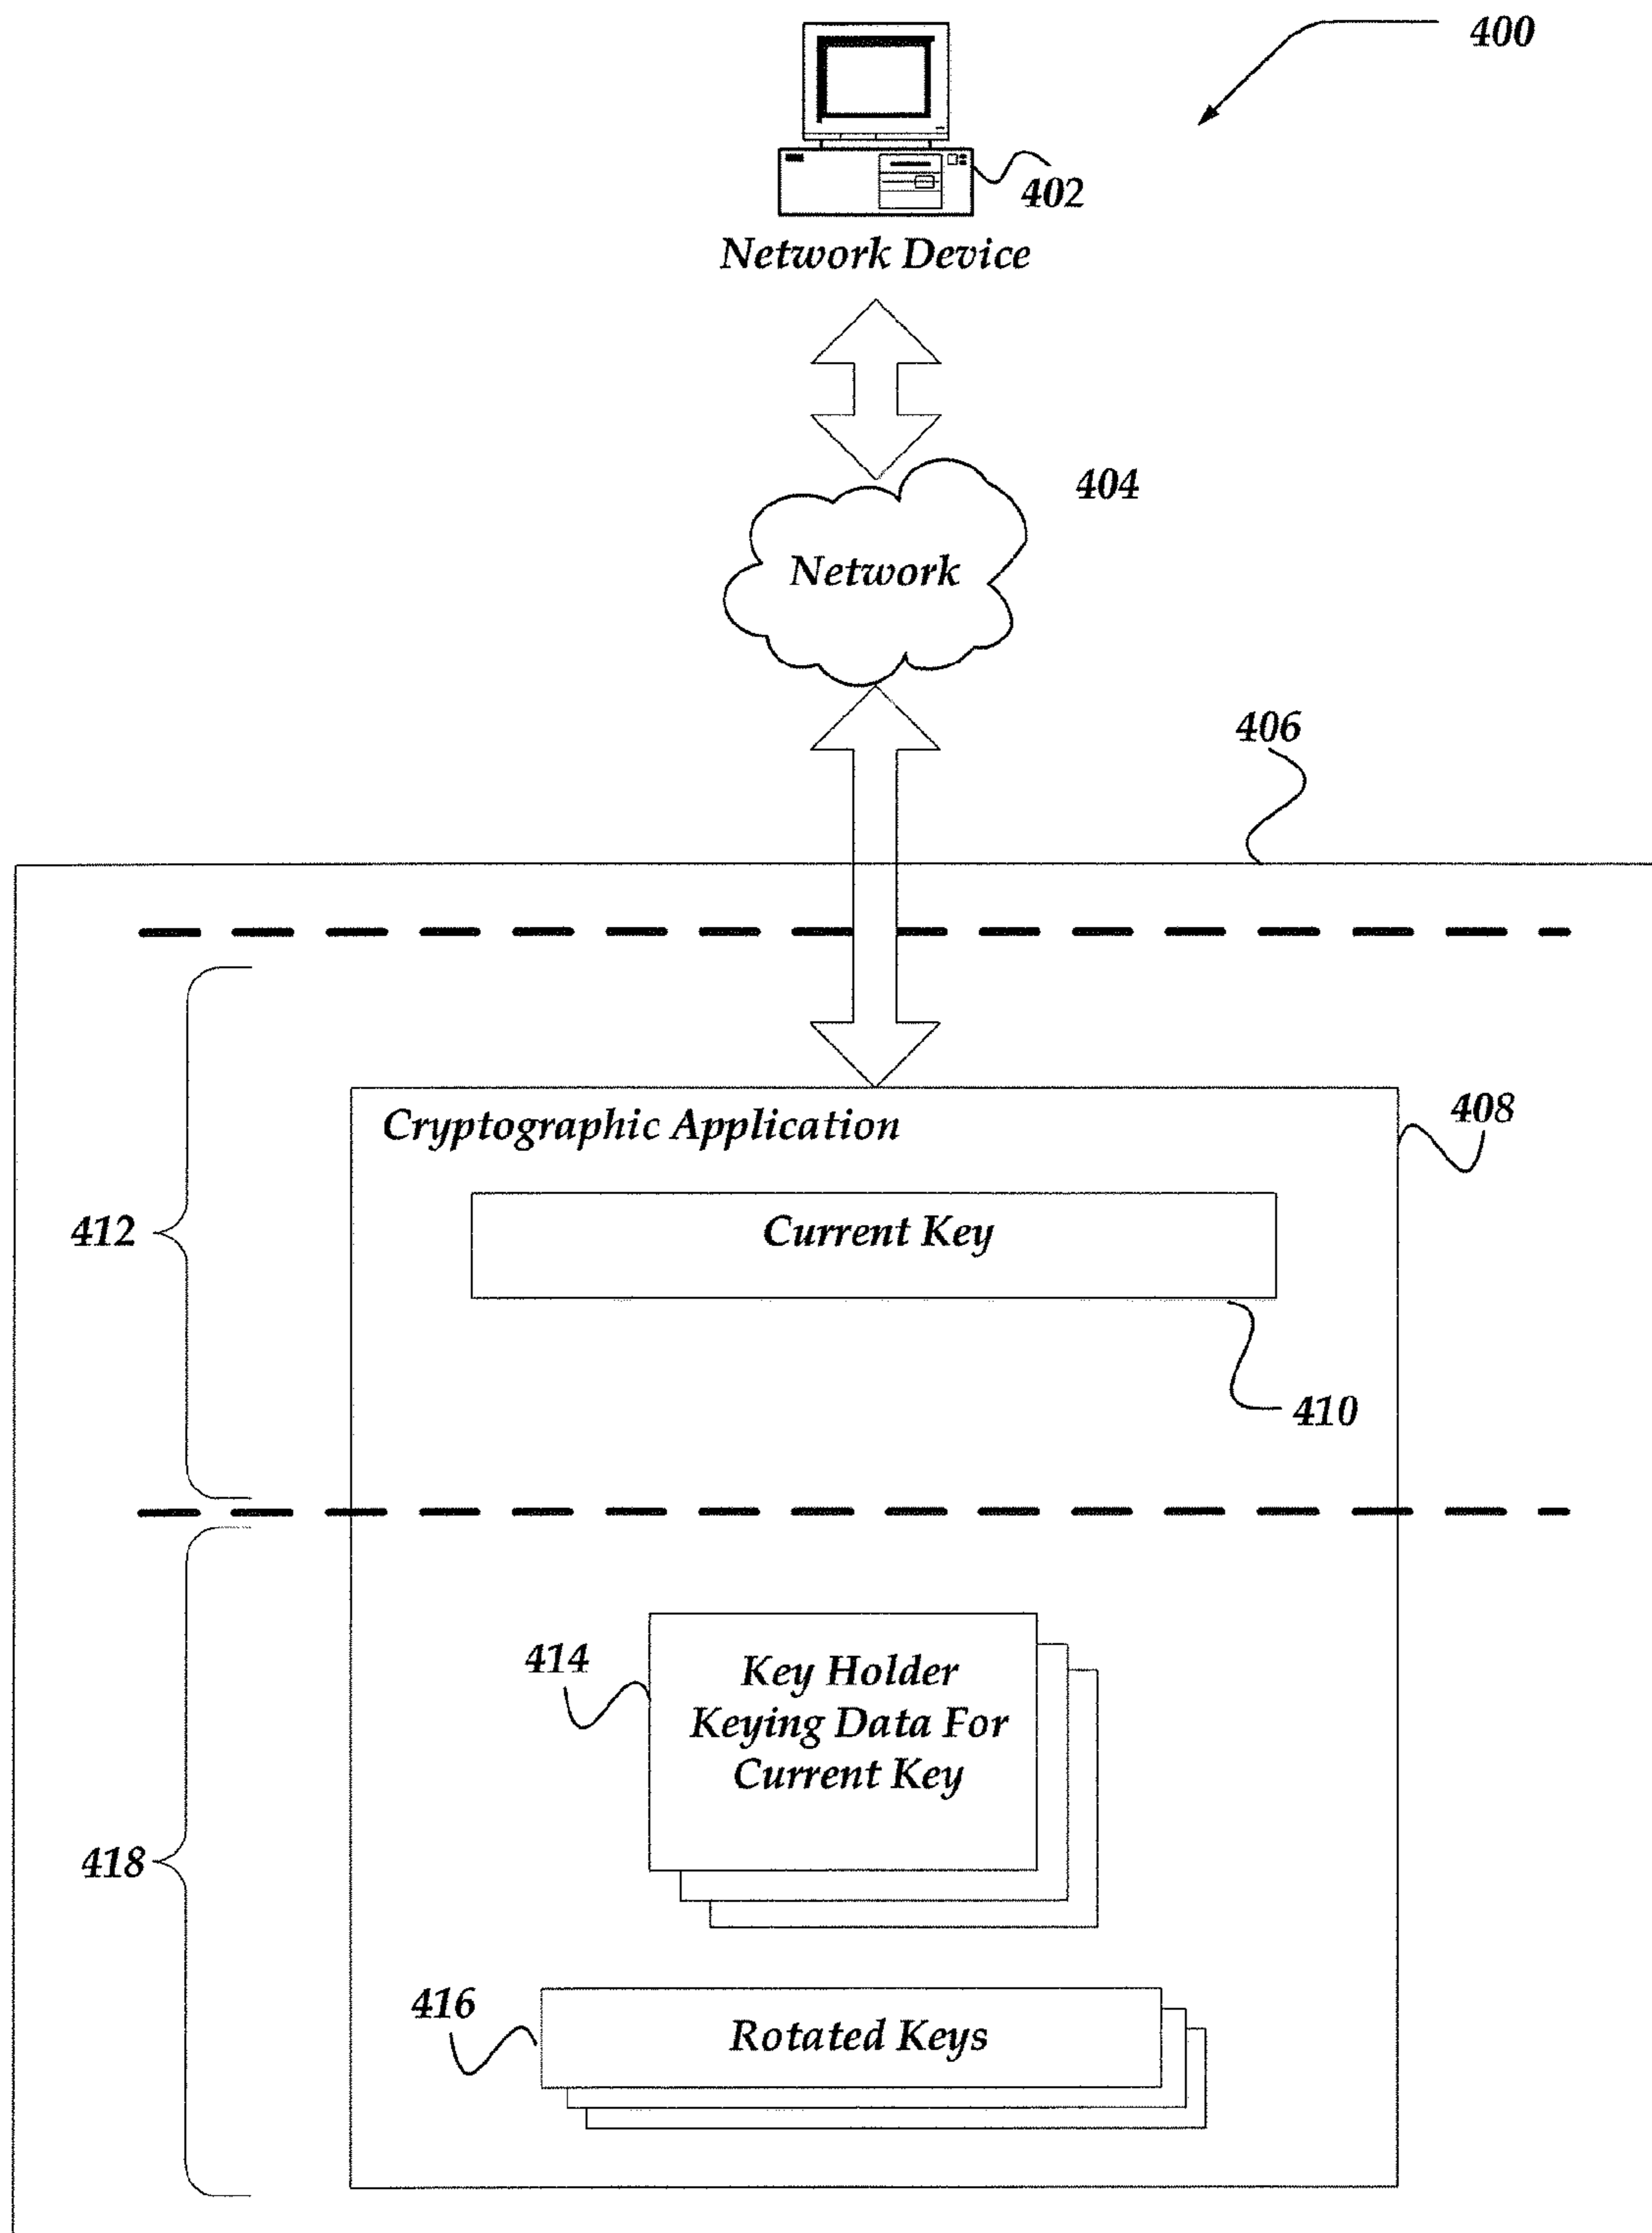 400
402
Network Device
404
Network
406
Cryptographic Application
408
Current Key
412
410
414
Key Holder
Keying Data For
Current Key
418
416
Rotated Keys